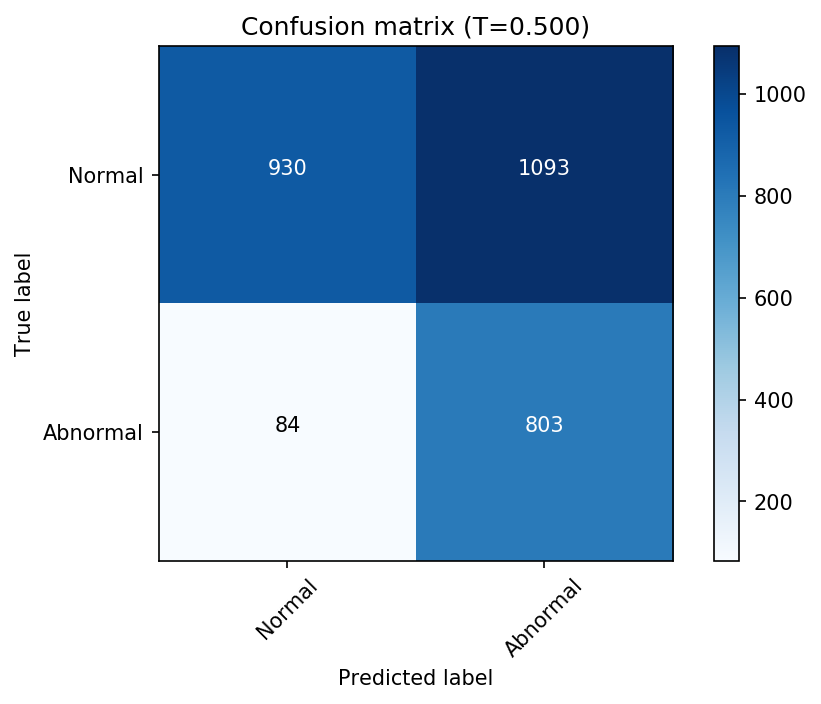 Confusion matrix (T=0.500)
True label
Normal
Abnormal
930
1093
84
803
Normal
Abnormal
Predicted label
1000
800
600
400
200